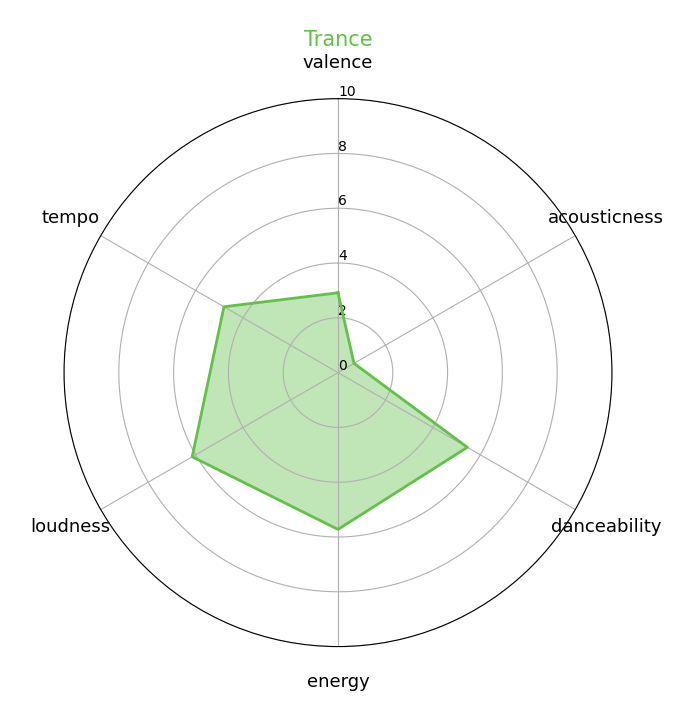 Trance
valence
10
8
tempo
acousticness
6
4
2
0
loudness
danceability
energy